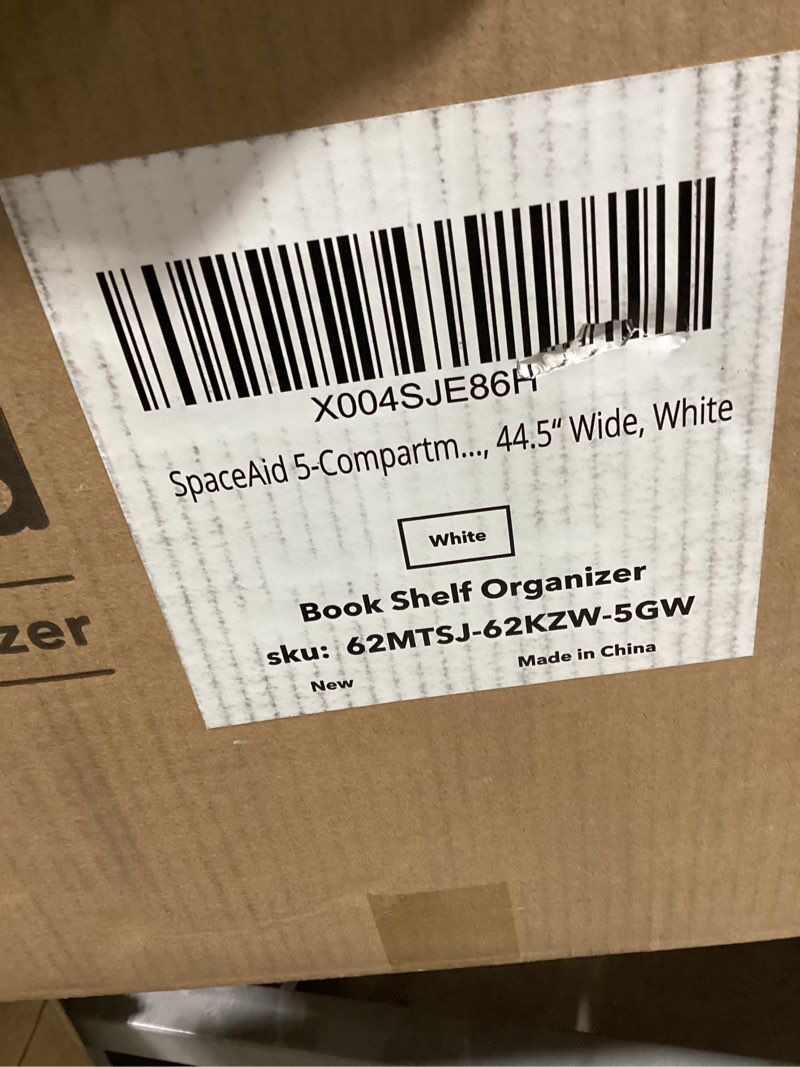 X004SJE86H
SpaceAid 5-Compartm..., 44.5“ Wide, White
White
Book Shelf Organizer
sku: 62MTSJ-62KZW-5GW
New
Made in China
zer